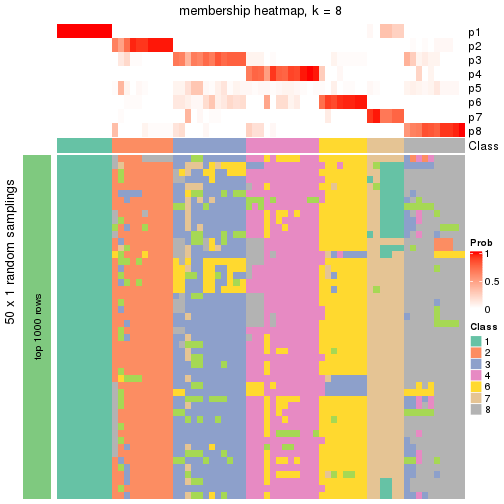 membership heatmap, k = 8
p1
p2
p3
p4
p5
p6
p7
p8
Class
50 x 1 random samplings
top 1000 rows
Prob
1
0.5
0
Class
1
2
3
4
6
7
8